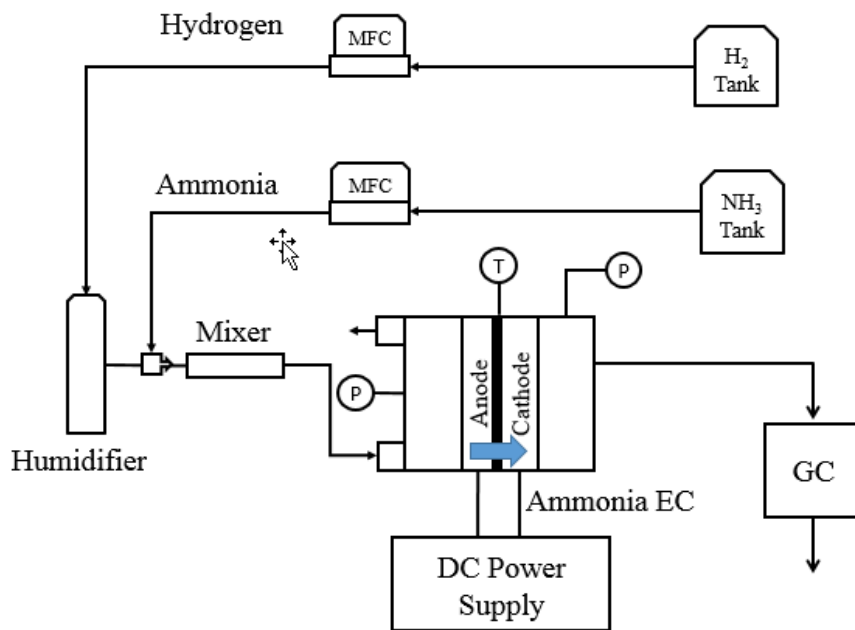 Hydrogen
MFC
H₂
Tank
Ammonia
MFC
NH₃
Tank
T
P
Mixer
P
Anode
Cathode
Humidifier
Ammonia EC
GC
DC Power
Supply